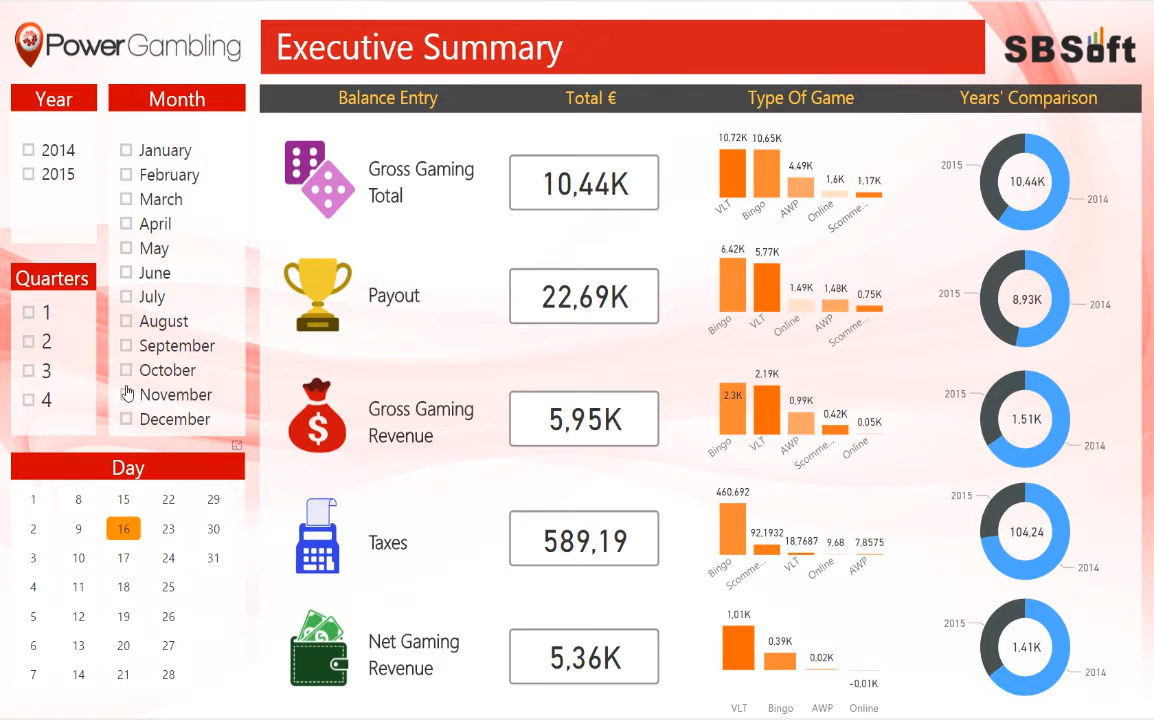 PowerGambling
Executive Summary
SBSoft
Year
Month
Balance Entry
Total €
Type Of Game
Years' Comparison
2014
2015
January
February
March
April
May
June
July
August
September
October
November
December
Quarters
1
2
3
4
Day
1 8 15 22 29
2 9 16 23 30
3 10 17 24 31
4 11 18 25
5 12 19 26
6 13 20 27
7 14 21 28
Gross Gaming
Total
10,44K
10,72K 10,65K 4.49K 1,6K 1,17K
VLT Bingo AWP Online Scomme...
2015
10,44K
2014
Payout
22,69K
6,42K 5,77K 1.49K 1,48K 0,75K
Bingo VLT Online AWP Scomme...
2015
8,93K
2014
$
Gross Gaming
Revenue
5,95K
2,3K 2,19K 0,99K 0,42K 0,05K
Bingo VLT AWP Scomme... Online
2015
1.51K
2014
Taxes
589,19
460,692 92,1932 18,7687 9,68 7,8575
Bingo Scomme... VLT Online AWP
2015
104,24
2014
Net Gaming
Revenue
5,36K
1,01K 0,39K 0,02K -0,01K
VLT Bingo AWP Online
2015
1.41K
2014